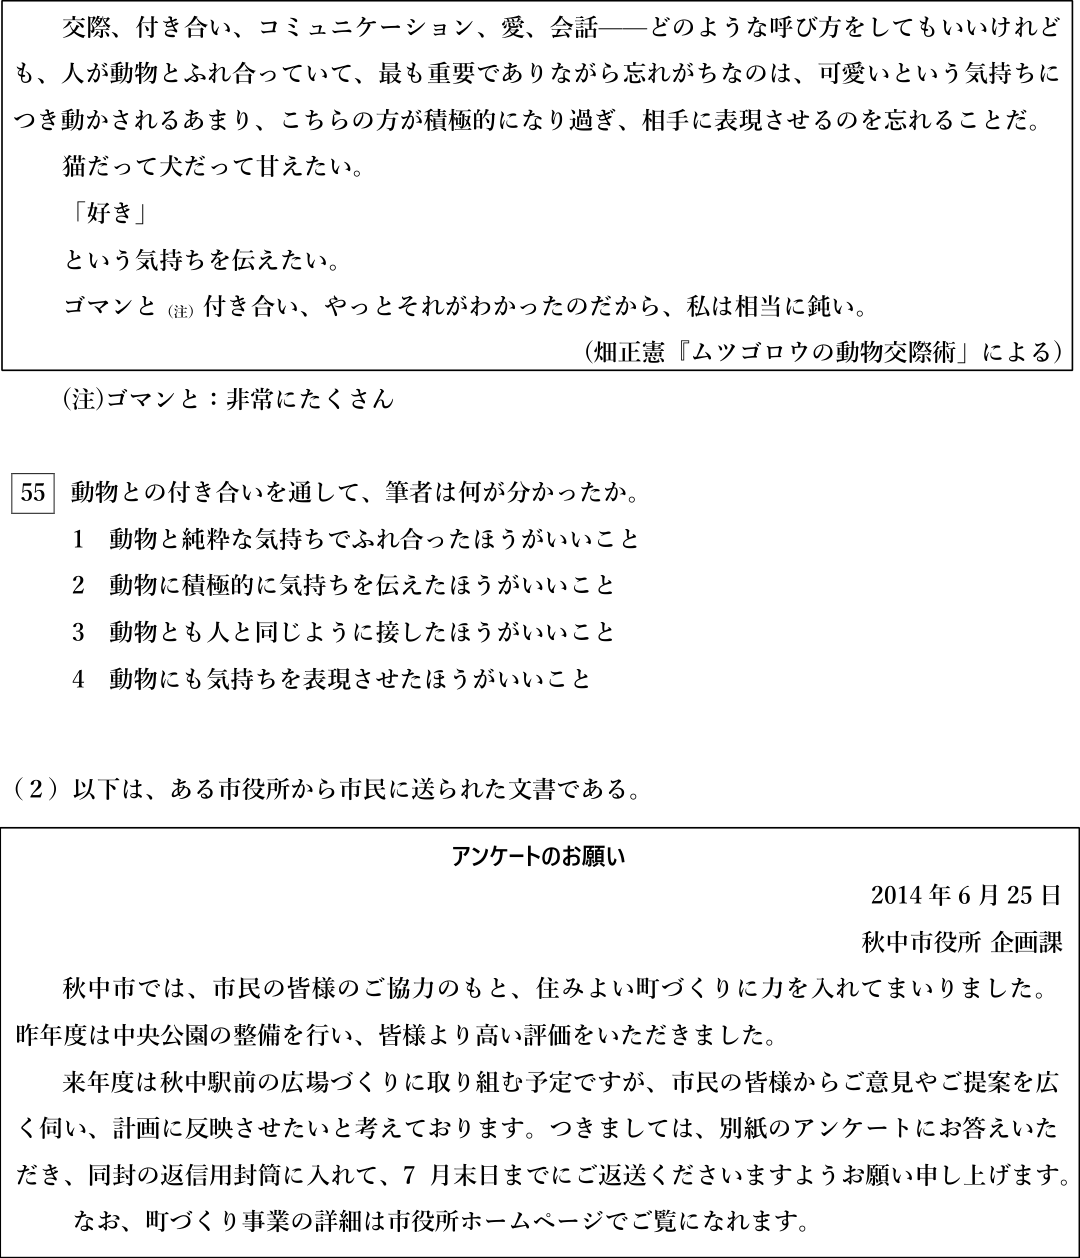 交際、付き合い、コミュニケーション、愛、会話――どのような呼び方をしてもいいけれど
も、人が動物とふれ合っていて、最も重要でありながら忘れがちなのは、可愛いという気持ちに
つき動かされるあまり、こちらの方が積極的になり過ぎ、相手に表現させるのを忘れることだ。
猫だって犬だって甘えたい。
「好き」
という気持ちを伝えたい。
ゴマンと（注）付き合い、やっとそれがわかったのだから、私は相当に鈍い。
(畑正憲『ムツゴロウの動物交際術」による)
(注)ゴマンと：非常にたくさん
55 動物との付き合いを通して、筆者は何が分かったか。
1 動物と純粋な気持ちでふれ合ったほうがいいこと
2 動物に積極的に気持ちを伝えたほうがいいこと
3 動物とも人と同じように接したほうがいいこと
4 動物にも気持ちを表現させたほうがいいこと
（２）以下は、ある市役所から市民に送られた文書である。
アンケートのお願い
2014 年 6 月 25 日
秋中市役所 企画課
秋中市では、市民の皆様のご協力のもと、住みよい町づくりに力を入れてまいりました。
昨年度は中央公園の整備を行い、皆様より高い評価をいただきました。
来年度は秋中駅前の広場づくりに取り組む予定ですが、市民の皆様からご意見やご提案を広
く伺い、計画に反映させたいと考えております。つきましては、別紙のアンケートにお答えいた
だき、同封の返信用封筒に入れて、7 月末日までにご返送くださいますようお願い申し上げます。
なお、町づくり事業の詳細は市役所ホームページでご覧になれます。